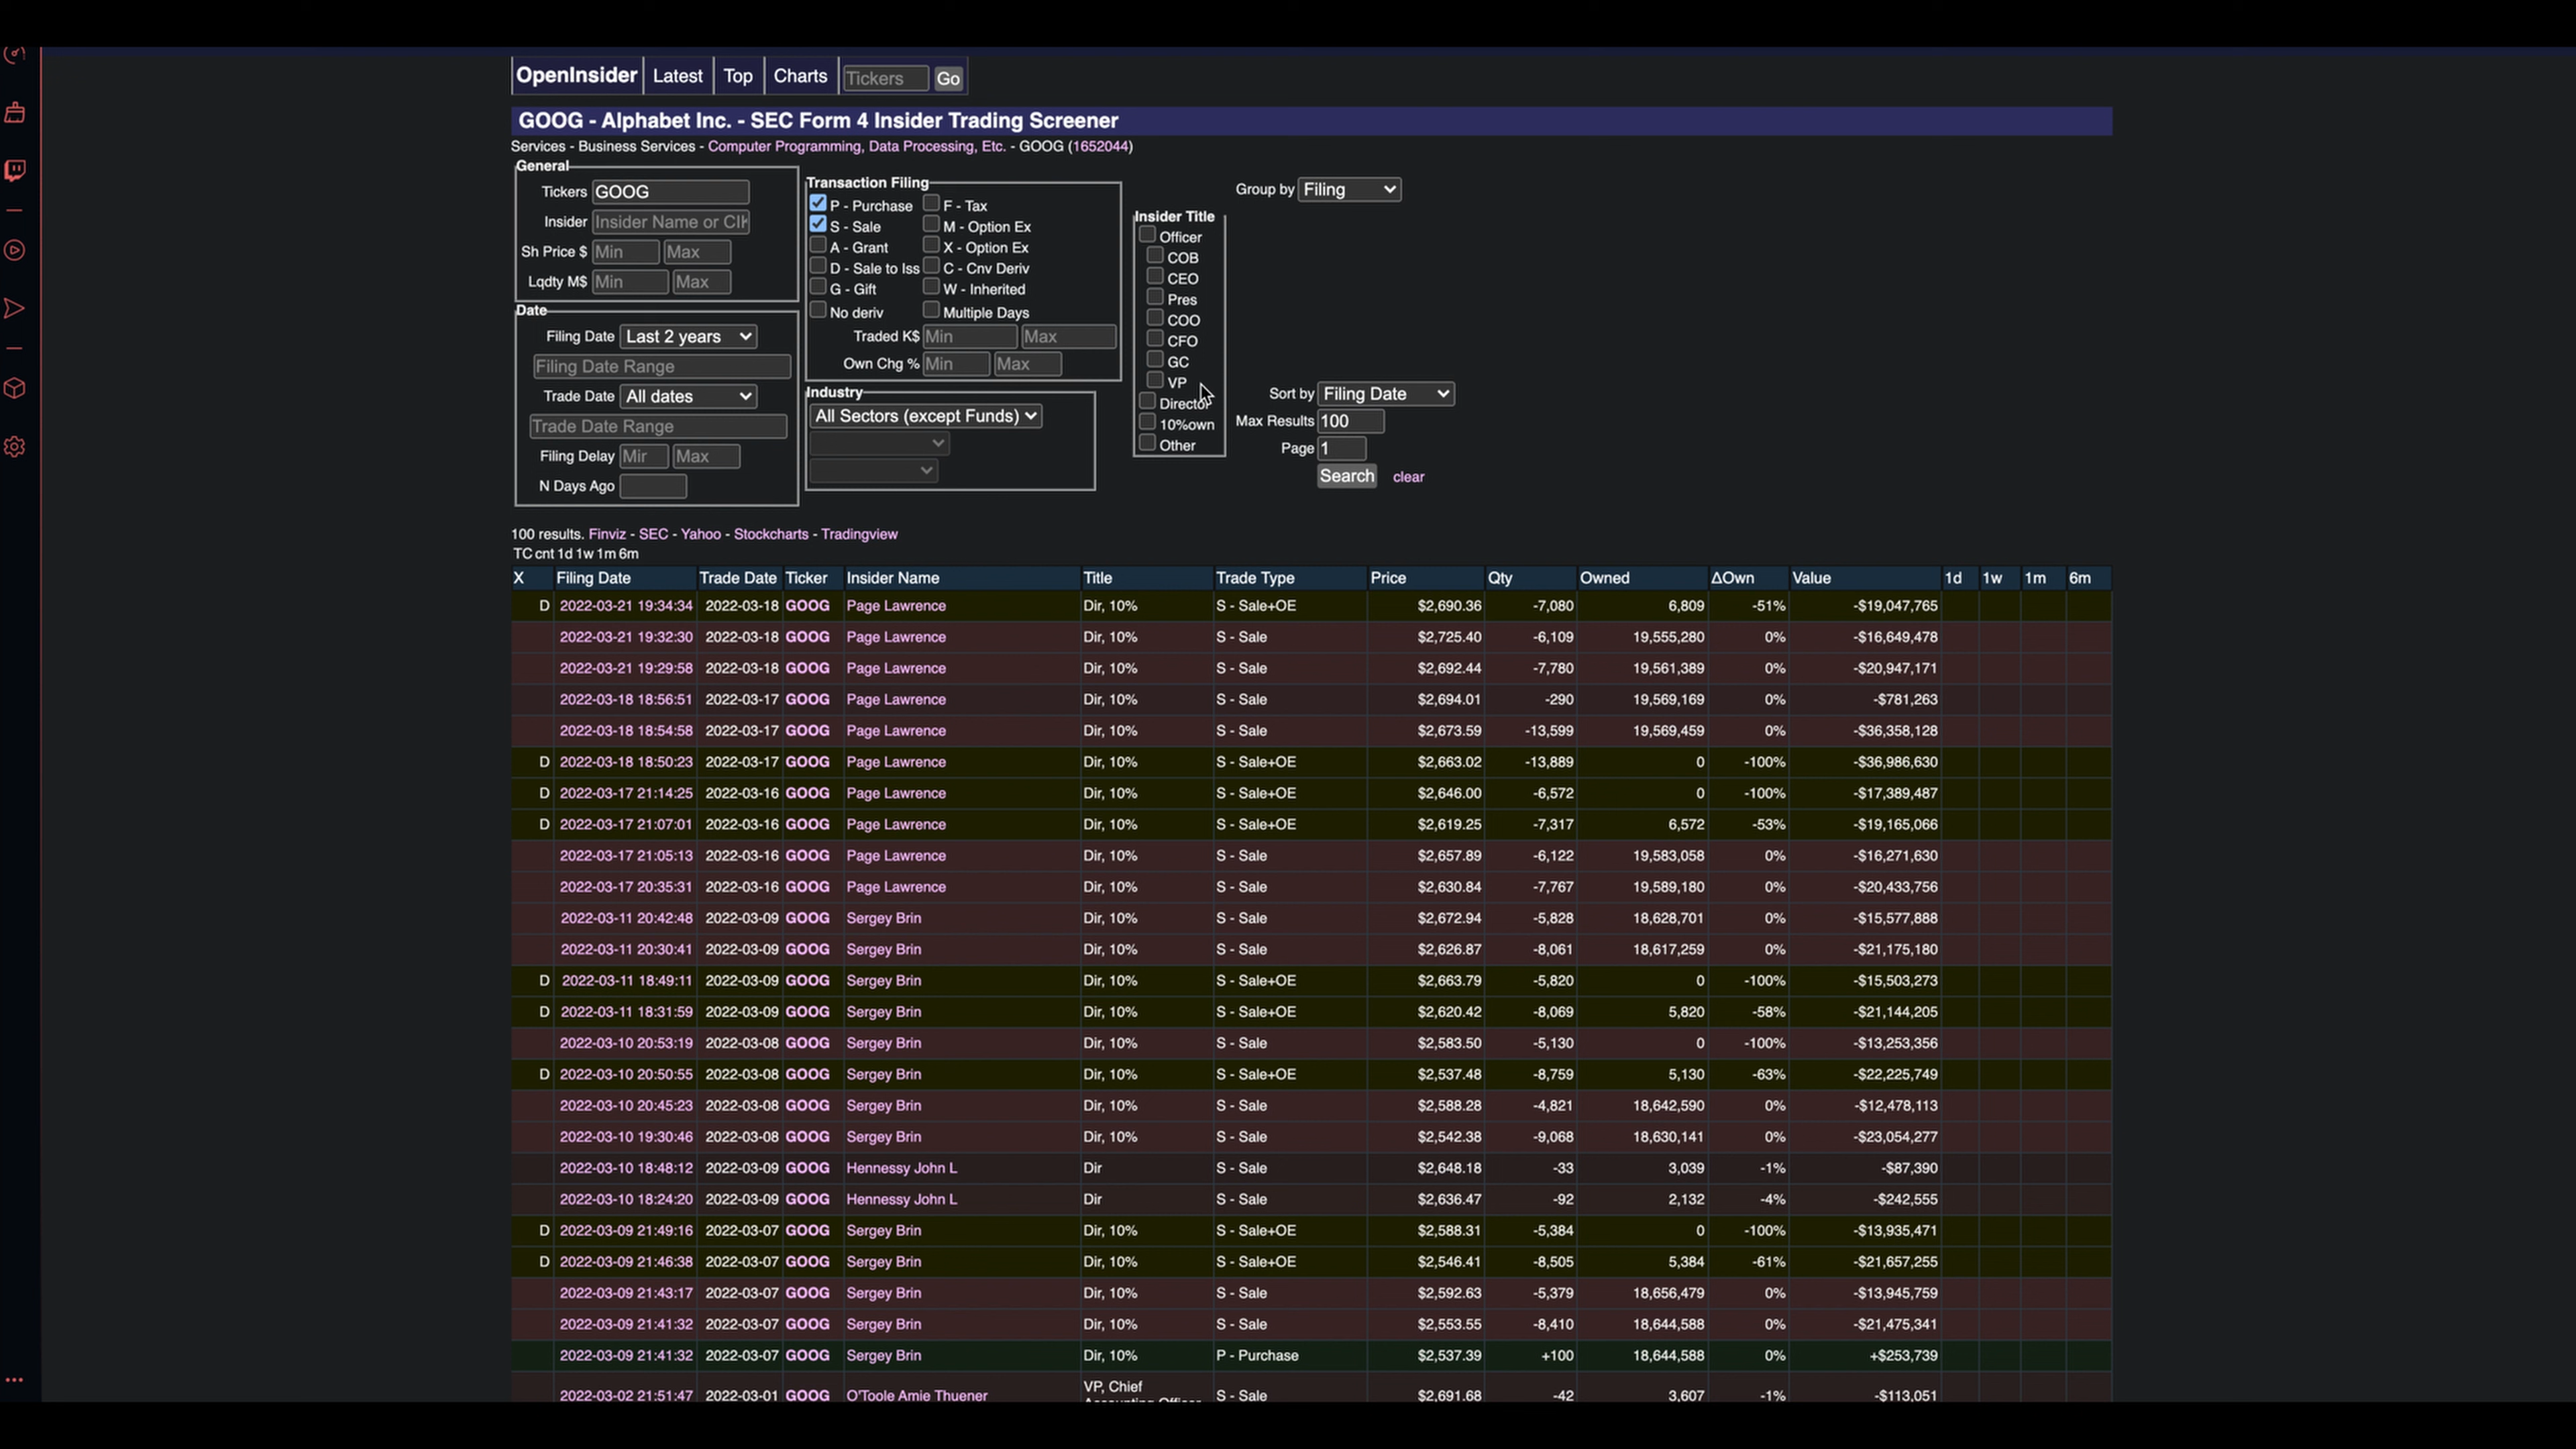 OpenInsider Latest Top Charts Tickers Go
GOOG - Alphabet Inc. - SEC Form 4 Insider Trading Screener
Services - Business Services - Computer Programming, Data Processing, Etc. - GOOG (1652044)
General
Tickers GOOG
Insider Insider Name or CIK
Sh Price $ Min Max
Lqdty M$ Min Max
Date
Filing Date Last 2 years
Filing Date Range
Trade Date All dates
Trade Date Range
Filing Delay Mir Max
N Days Ago
Transaction Filing
P - Purchase F - Tax
S - Sale M - Option Ex
A - Grant X - Option Ex
D - Sale to Iss C - Cnv Deriv
G - Gift W - Inherited
No deriv Multiple Days
Traded K$ Min Max
Own Chg % Min Max
Industry
All Sectors (except Funds)
Insider Title
Officer
COB
CEO
Pres
COO
CFO
GC
VP
Director
10%own
Other
Group by Filing
Sort by Filing Date
Max Results 100
Page 1
Search clear
100 results. Finviz - SEC - Yahoo - Stockcharts - Tradingview
TC cnt 1d 1w 1m 6m
X Filing Date Trade Date Ticker Insider Name Title Trade Type Price Qty Owned ΔOwn Value 1d 1w 1m 6m
D 2022-03-21 19:34:34 2022-03-18 GOOG Page Lawrence Dir, 10% S - Sale+OE $2,690.36 -7,080 6,809 -51% -$19,047,765
2022-03-21 19:32:30 2022-03-18 GOOG Page Lawrence Dir, 10% S - Sale $2,725.40 -6,109 19,555,280 0% -$16,649,478
2022-03-21 19:29:58 2022-03-18 GOOG Page Lawrence Dir, 10% S - Sale $2,692.44 -7,780 19,561,389 0% -$20,947,171
2022-03-18 18:56:51 2022-03-17 GOOG Page Lawrence Dir, 10% S - Sale $2,694.01 -290 19,569,169 0% -$781,263
2022-03-18 18:54:58 2022-03-17 GOOG Page Lawrence Dir, 10% S - Sale $2,673.59 -13,599 19,569,459 0% -$36,358,128
D 2022-03-18 18:50:23 2022-03-17 GOOG Page Lawrence Dir, 10% S - Sale+OE $2,663.02 -13,889 0 -100% -$36,986,630
D 2022-03-17 21:14:25 2022-03-16 GOOG Page Lawrence Dir, 10% S - Sale+OE $2,646.00 -6,572 0 -100% -$17,389,487
D 2022-03-17 21:07:01 2022-03-16 GOOG Page Lawrence Dir, 10% S - Sale+OE $2,619.25 -7,317 6,572 -53% -$19,165,066
2022-03-17 21:05:13 2022-03-16 GOOG Page Lawrence Dir, 10% S - Sale $2,657.89 -6,122 19,583,058 0% -$16,271,630
2022-03-17 20:35:31 2022-03-16 GOOG Page Lawrence Dir, 10% S - Sale $2,630.84 -7,767 19,589,180 0% -$20,433,756
2022-03-11 20:42:48 2022-03-09 GOOG Sergey Brin Dir, 10% S - Sale $2,672.94 -5,828 18,628,701 0% -$15,577,888
2022-03-11 20:30:41 2022-03-09 GOOG Sergey Brin Dir, 10% S - Sale $2,626.87 -8,061 18,617,259 0% -$21,175,180
D 2022-03-11 18:49:11 2022-03-09 GOOG Sergey Brin Dir, 10% S - Sale+OE $2,663.79 -5,820 0 -100% -$15,503,273
D 2022-03-11 18:31:59 2022-03-09 GOOG Sergey Brin Dir, 10% S - Sale+OE $2,620.42 -8,069 5,820 -58% -$21,144,205
2022-03-10 20:53:19 2022-03-08 GOOG Sergey Brin Dir, 10% S - Sale $2,583.50 -5,130 0 -100% -$13,253,356
D 2022-03-10 20:50:55 2022-03-08 GOOG Sergey Brin Dir, 10% S - Sale+OE $2,537.48 -8,759 5,130 -63% -$22,225,749
2022-03-10 20:45:23 2022-03-08 GOOG Sergey Brin Dir, 10% S - Sale $2,588.28 -4,821 18,642,590 0% -$12,478,113
2022-03-10 19:30:46 2022-03-08 GOOG Sergey Brin Dir, 10% S - Sale $2,542.38 -9,068 18,630,141 0% -$23,054,277
2022-03-10 18:48:12 2022-03-09 GOOG Hennessy John L Dir S - Sale $2,648.18 -33 3,039 -1% -$87,390
2022-03-10 18:24:20 2022-03-09 GOOG Hennessy John L Dir S - Sale $2,636.47 -92 2,132 -4% -$242,555
D 2022-03-09 21:49:16 2022-03-07 GOOG Sergey Brin Dir, 10% S - Sale+OE $2,588.31 -5,384 0 -100% -$13,935,471
D 2022-03-09 21:46:38 2022-03-07 GOOG Sergey Brin Dir, 10% S - Sale+OE $2,546.41 -8,505 5,384 -61% -$21,657,255
2022-03-09 21:43:17 2022-03-07 GOOG Sergey Brin Dir, 10% S - Sale $2,592.63 -5,379 18,656,479 0% -$13,945,759
2022-03-09 21:41:32 2022-03-07 GOOG Sergey Brin Dir, 10% S - Sale $2,553.55 -8,410 18,644,588 0% -$21,475,341
2022-03-09 21:41:32 2022-03-07 GOOG Sergey Brin Dir, 10% P - Purchase $2,537.39 +100 18,644,588 0% +$253,739
2022-03-02 21:51:47 2022-03-01 GOOG O'Toole Amie Thuener VP, Chief S - Sale $2,691.68 -42 3,607 -1% -$113,051
Accounting Officer